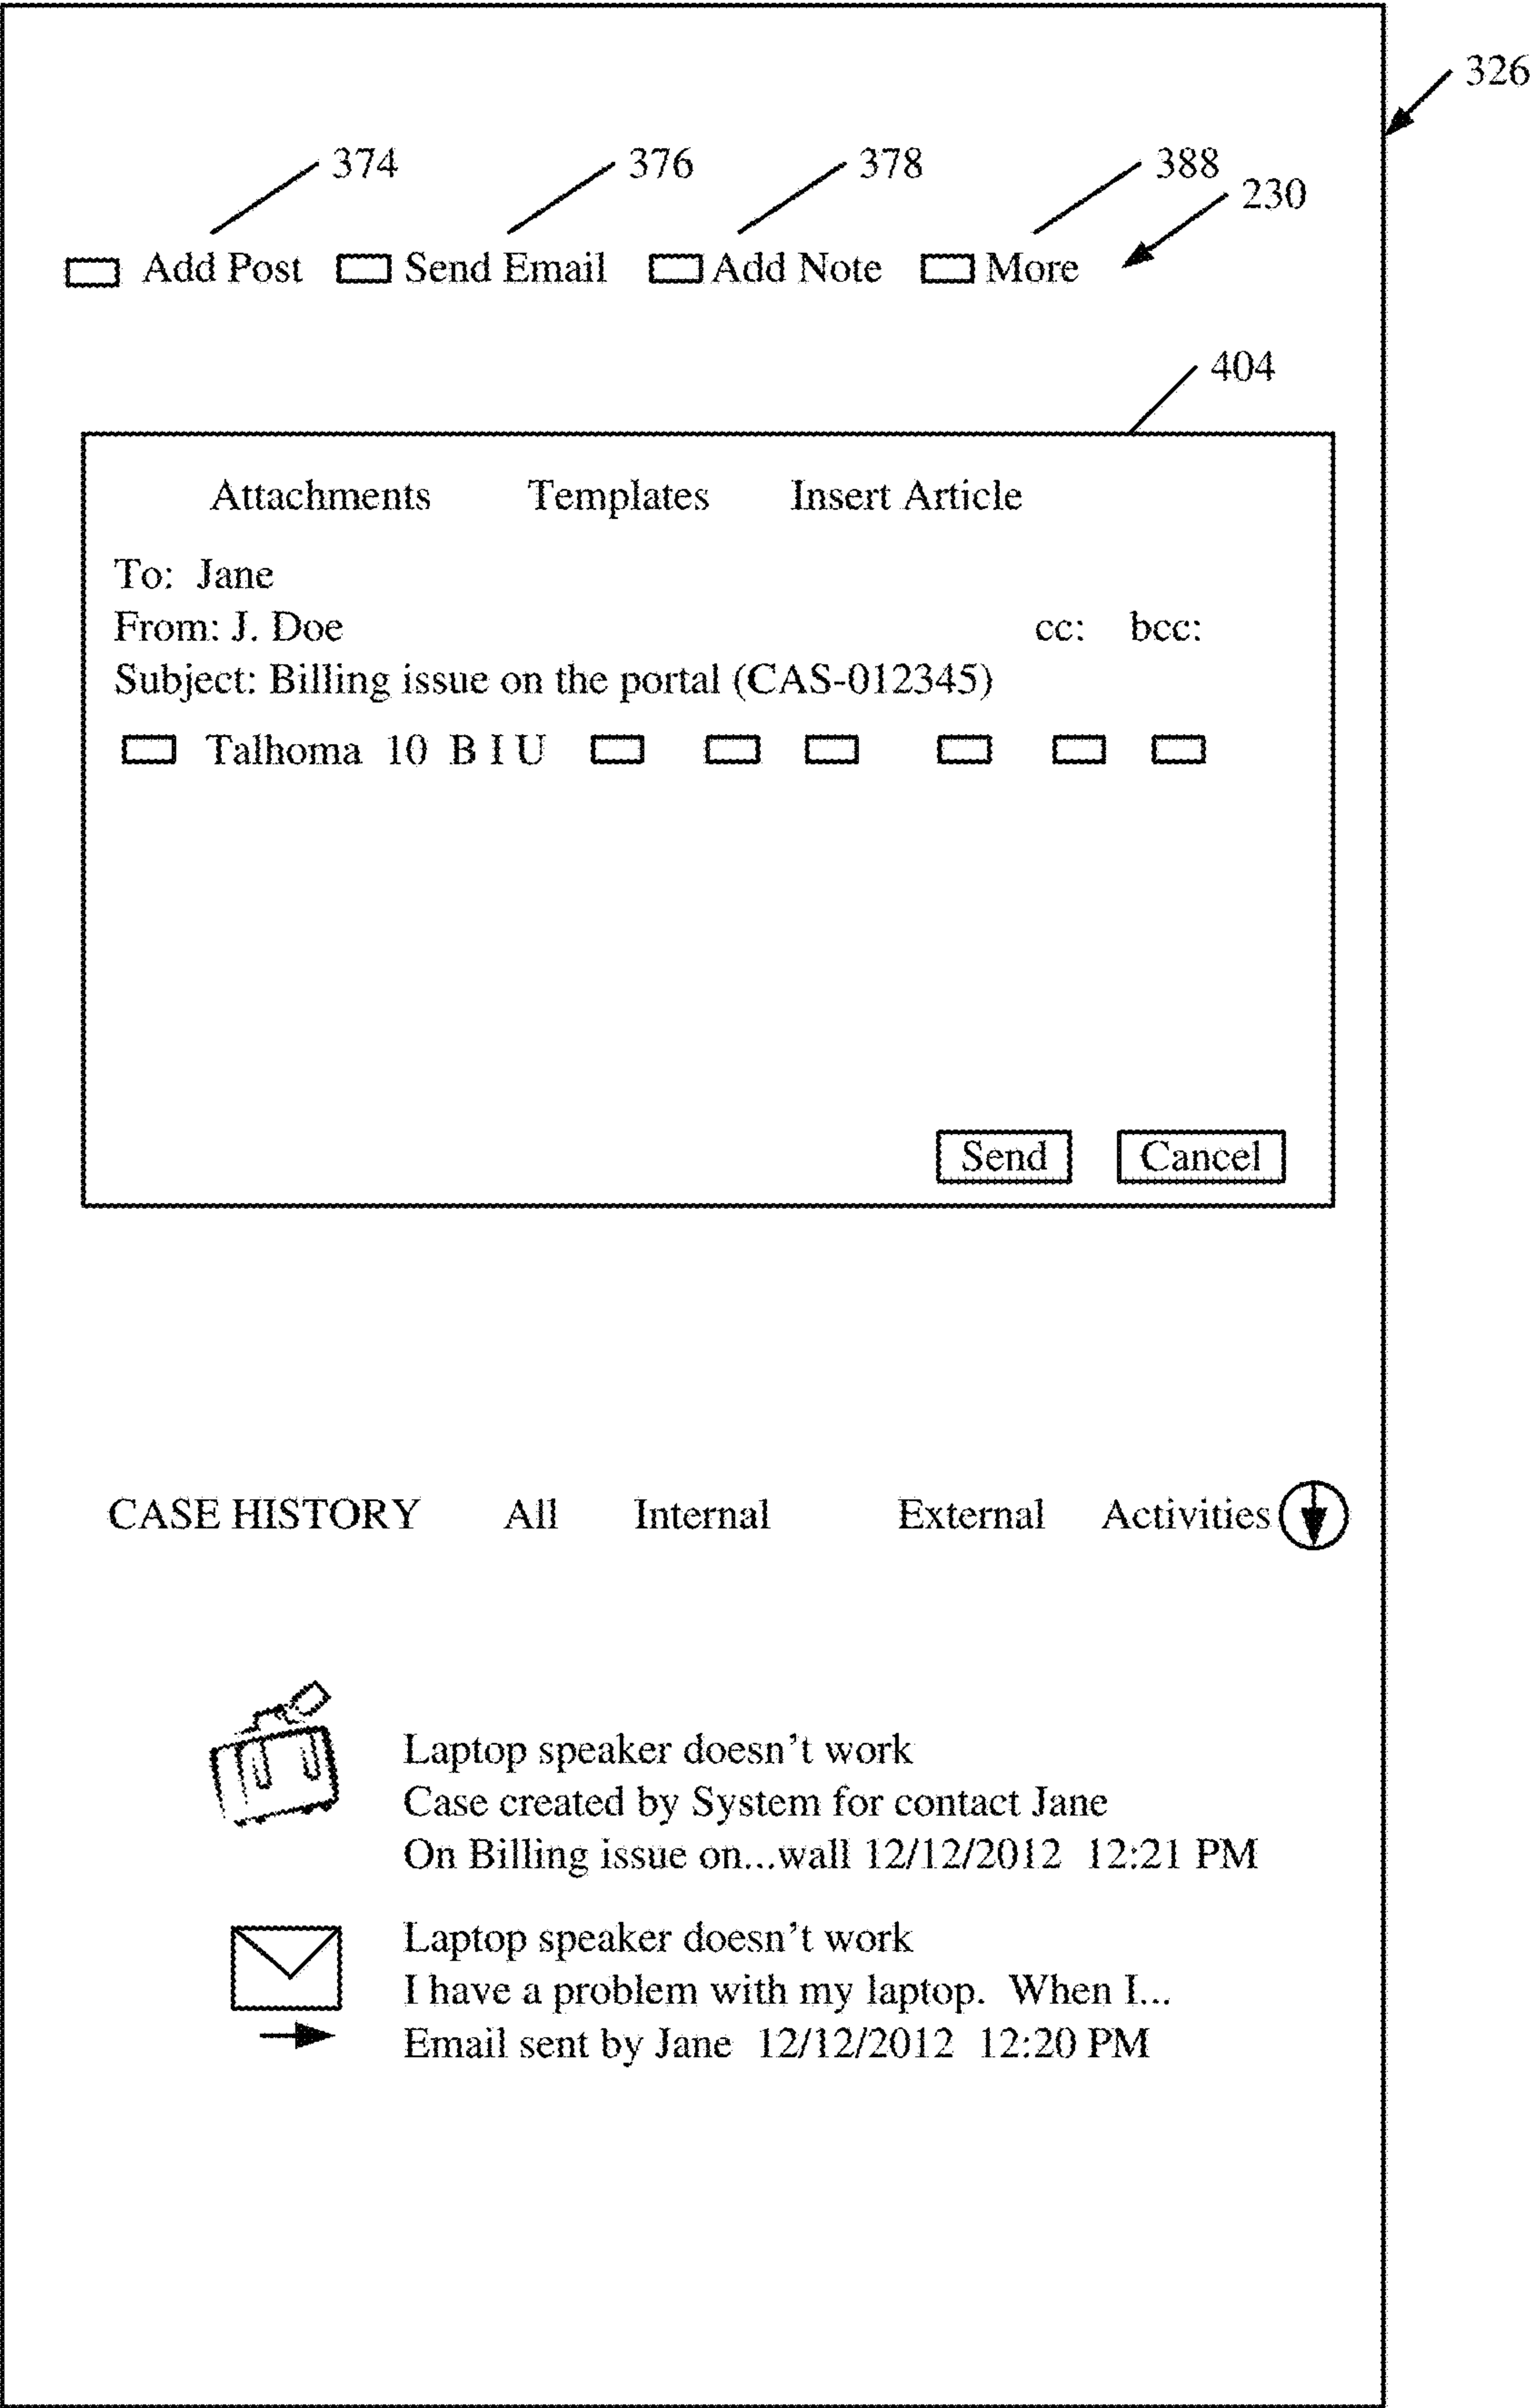 326
374 376 378 388
230
Add Post Send Email Add Note More
404
Attachments Templates Insert Article
To: Jane
From: J. Doe cc: bcc:
Subject: Billing issue on the portal (CAS-012345)
Talhoma 10 B I U
Send Cancel
CASE HISTORY All Internal External Activities
Laptop speaker doesn't work
Case created by System for contact Jane
On Billing issue on...wall 12/12/2012 12:21 PM
Laptop speaker doesn't work
I have a problem with my laptop. When I...
Email sent by Jane 12/12/2012 12:20 PM